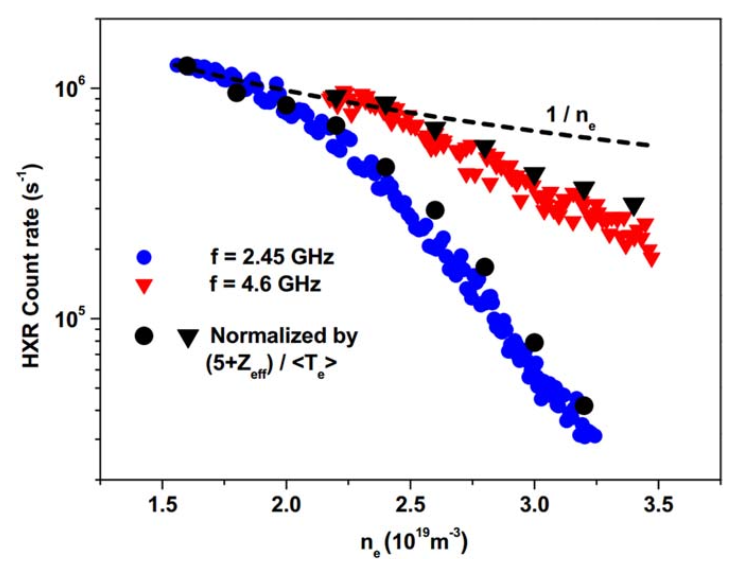 10⁶
10⁵
HXR Count rate (s⁻¹)
1 / nₑ
f = 2.45 GHz
f = 4.6 GHz
Normalized by
(5+Z_eff) / <Tₑ>
1.5 2.0 2.5 3.0 3.5
nₑ (10¹⁹m⁻³)